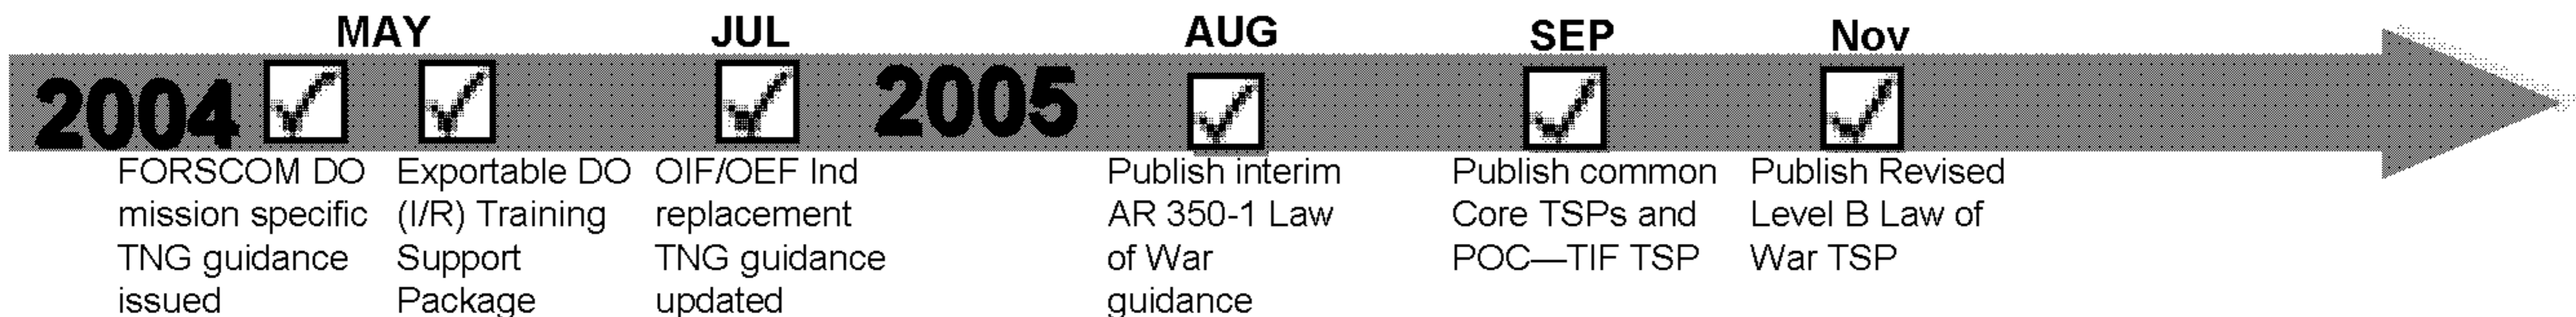 MAY JUL AUG SEP Nov
2004 2005
FORSCOM DO
mission specific
TNG guidance
issued
Exportable DO
(I/R) Training
Support
Package
OIF/OEF Ind
replacement
TNG guidance
updated
Publish interim
AR 350-1 Law
of War
guidance
Publish common
Core TSPs and
POC—TIF TSP
Publish Revised
Level B Law of
War TSP